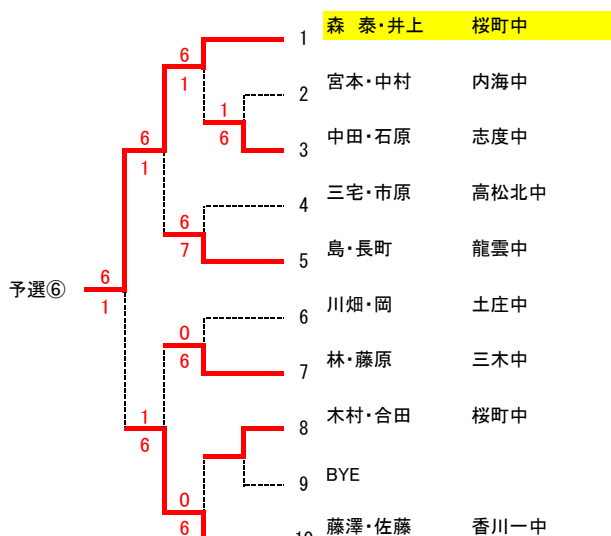 1 森 泰・井上 桜町中
6
1
2 宮本・中村 内海中
1
6
3 中田・石原 志度中
6
1
4 三宅・市原 高松北中
6
7
5 島・長町 龍雲中
予選⑥
6
1
6 川畑・岡 土庄中
0
6
7 林・藤原 三木中
8 木村・合田 桜町中
1
6
9 BYE
0
6
10 藤澤・佐藤 香川一中